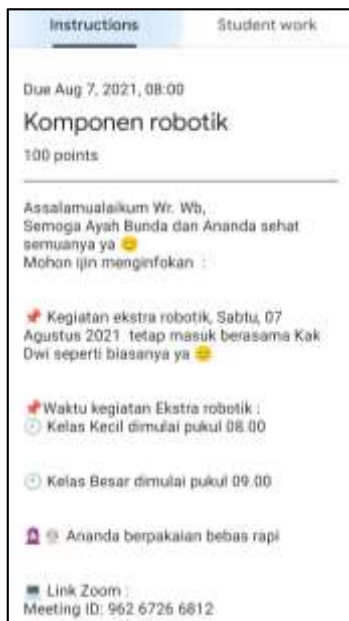 Instructions Student work
Due Aug 7, 2021, 08:00
Komponen robotik
100 points
Assalamualaikum Wr. Wb,
Semoga Ayah Bunda dan Ananda sehat
semuanya ya 😊
Mohon ijin menginfokan :
📌 Kegiatan ekstra robotik, Sabtu, 07
Agustus 2021 tetap masuk berasama Kak
Dwi seperti biasanya ya 😊
📌Waktu kegiatan Ekstra robotik :
🕗 Kelas Kecil dimulai pukul 08.00
🕘 Kelas Besar dimulai pukul 09.00
🧕👦 Ananda berpakaian bebas rapi
💻 Link Zoom :
Meeting ID: 962 6726 6812